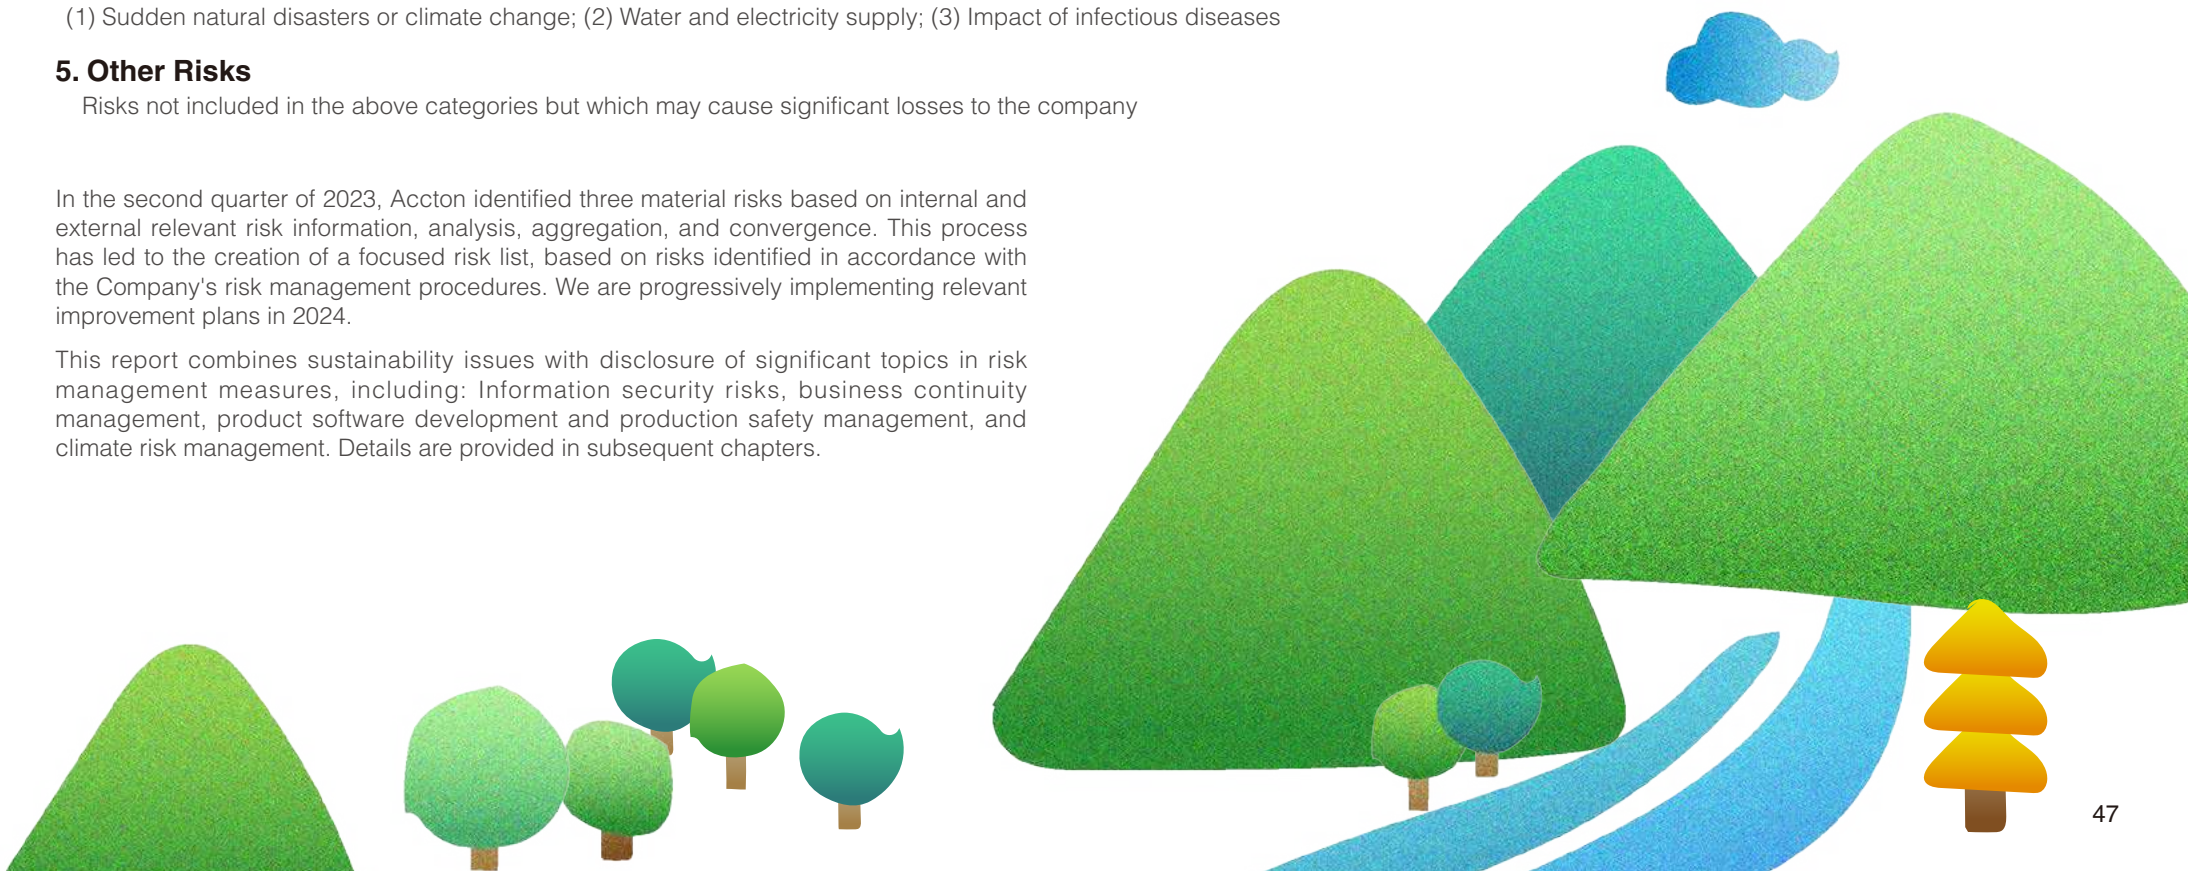 (1) Sudden natural disasters or climate change; (2) Water and electricity supply; (3) Impact of infectious diseases
5. Other Risks
Risks not included in the above categories but which may cause significant losses to the company
In the second quarter of 2023, Accton identified three material risks based on internal and
external relevant risk information, analysis, aggregation, and convergence. This process
has led to the creation of a focused risk list, based on risks identified in accordance with
the Company's risk management procedures. We are progressively implementing relevant
improvement plans in 2024.
This report combines sustainability issues with disclosure of significant topics in risk
management measures, including: Information security risks, business continuity
management, product software development and production safety management, and
climate risk management. Details are provided in subsequent chapters.
47